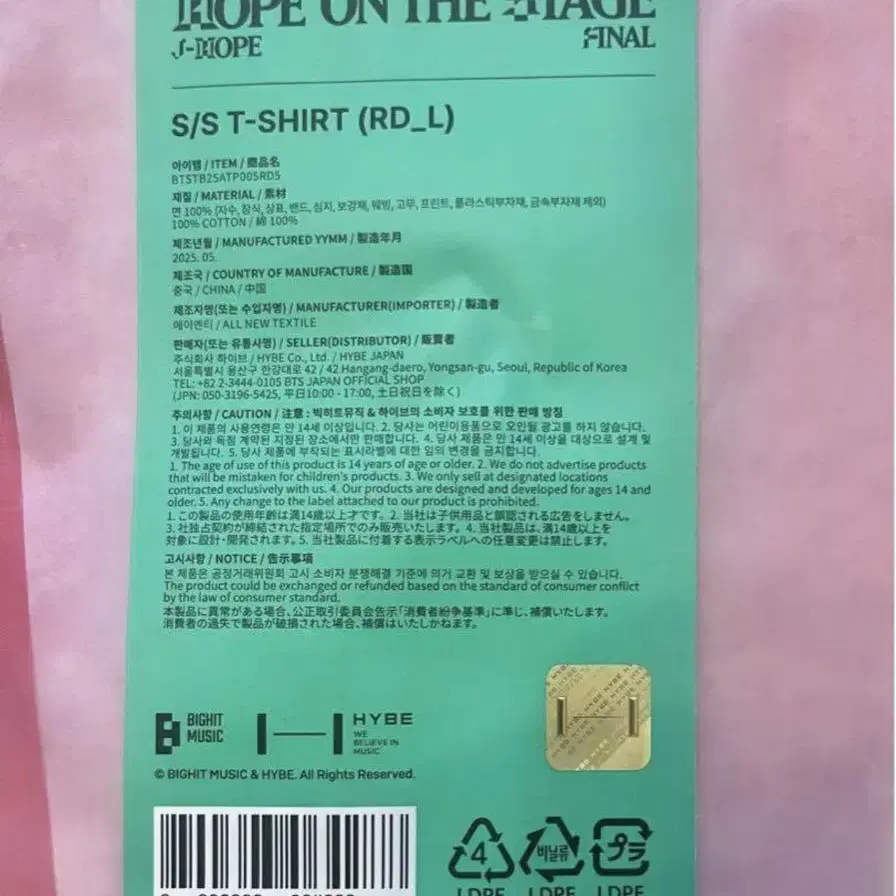 HOPE ON THE STAGE
J-HOPE
FINAL
S/S T-SHIRT (RD_L)
아이템 / ITEM / 商品名
BTSTB25ATP005RD5
재질 / MATERIAL / 素材
면 100% (자수, 장식, 상표, 밴드, 심지, 보강재, 웨빙, 고무, 프린트, 플라스틱부자재, 금속부자재 제외)
100% COTTON / 綿 100%
제조년월 / MANUFACTURED YYMM / 製造年月
2025. 05.
제조국 / COUNTRY OF MANUFACTURE / 製造国
중국 / CHINA / 中国
제조자명(또는 수입자명) / MANUFACTURER(IMPORTER) / 製造者
에이엔티 / ALL NEW TEXTILE
판매자(또는 유통사명) / SELLER(DISTRIBUTOR) / 販賣者
주식회사 하이브 / HYBE Co., Ltd. / HYBE JAPAN
서울특별시 용산구 한강대로 42 / 42 Hangang-daero, Yongsan-gu, Seoul, Republic of Korea
TEL: +82 2-3444-0105 BTS JAPAN OFFICIAL SHOP
(JPN: 050-3196-5425, 平日10:00 - 17:00, 土日祝日を除く)
주의사항 / CAUTION / 注意 : 빅히트뮤직 & 하이브의 소비자 보호를 위한 판매 방침
1. 이 제품의 사용연령은 만 14세 이상입니다. 2. 당사는 어린이용품으로 오인될 광고를 하지 않습니다.
3. 당사와 독점 계약된 지정된 장소에서만 판매합니다. 4. 당사 제품은 만 14세 이상을 대상으로 설계 및
개발됩니다. 5. 당사 제품에 부착되는 표시라벨에 대한 임의 변경을 금지합니다.
1. The age of use of this product is 14 years of age or older. 2. We do not advertise products
that will be mistaken for children's products. 3. We only sell at designated locations
contracted exclusively with us. 4. Our products are designed and developed for ages 14 and
older. 5. Any change to the label attached to our product is prohibited.
1. この製品の使用年齢は満14歳以上才です。2. 当社は子供用品と誤認される広告をしません。
3. 社独占契約が締結された指定場所でのみ販売いたします。4. 当社製品は、満14歳以上を
対象に設計・開発されます。5. 当社製品に付着する表示ラベルへの任意変更は禁止します。
고시사항 / NOTICE / 告示事項
본 제품은 공정거래위원회 고시 소비자 분쟁해결 기준에 의거 교환 및 보상을 받으실 수 있습니다.
The product could be exchanged or refunded based on the standard of consumer conflict
by the law of consumer standard.
本製品に異常がある場合、公正取引委員会告示「消費者紛争基準」に準じ、補償いたします。
消費者の過失で製品が破損された場合、補償はいたしかねます。
BIGHIT
MUSIC
HYBE
WE
BELIEVE IN
MUSIC
© BIGHIT MUSIC & HYBE. All Rights Reserved.
4
비닐류
プラ
LDPE LDPE LDPE